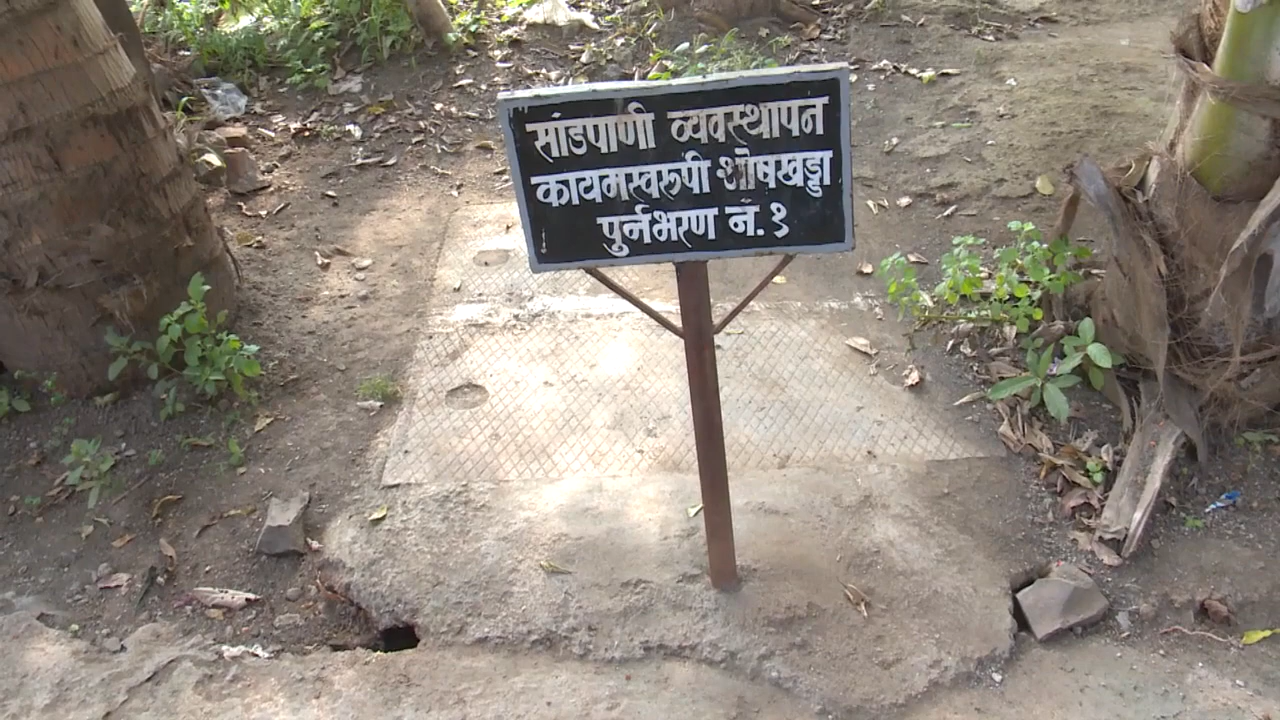 सांडपाणी व्यवस्थापन
कायमस्वरूपी शोषखड्डा
पुर्नभरण नं. १